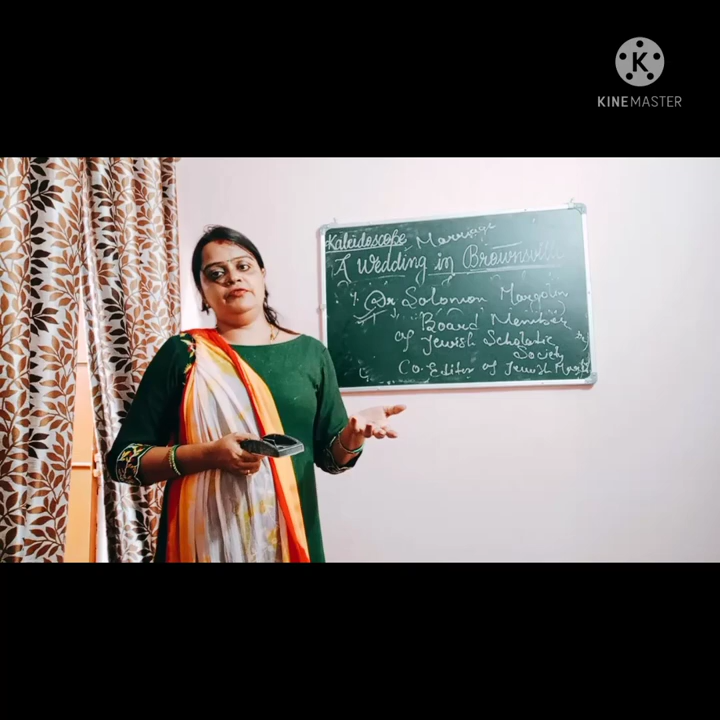 K
KINEMASTER
Kaleidoscope, Marriage
A Wedding in Brownsville
Dr Solomon Margolin
Board Member
of Jewish Scholastic
Society
Co-Editor of Jewish